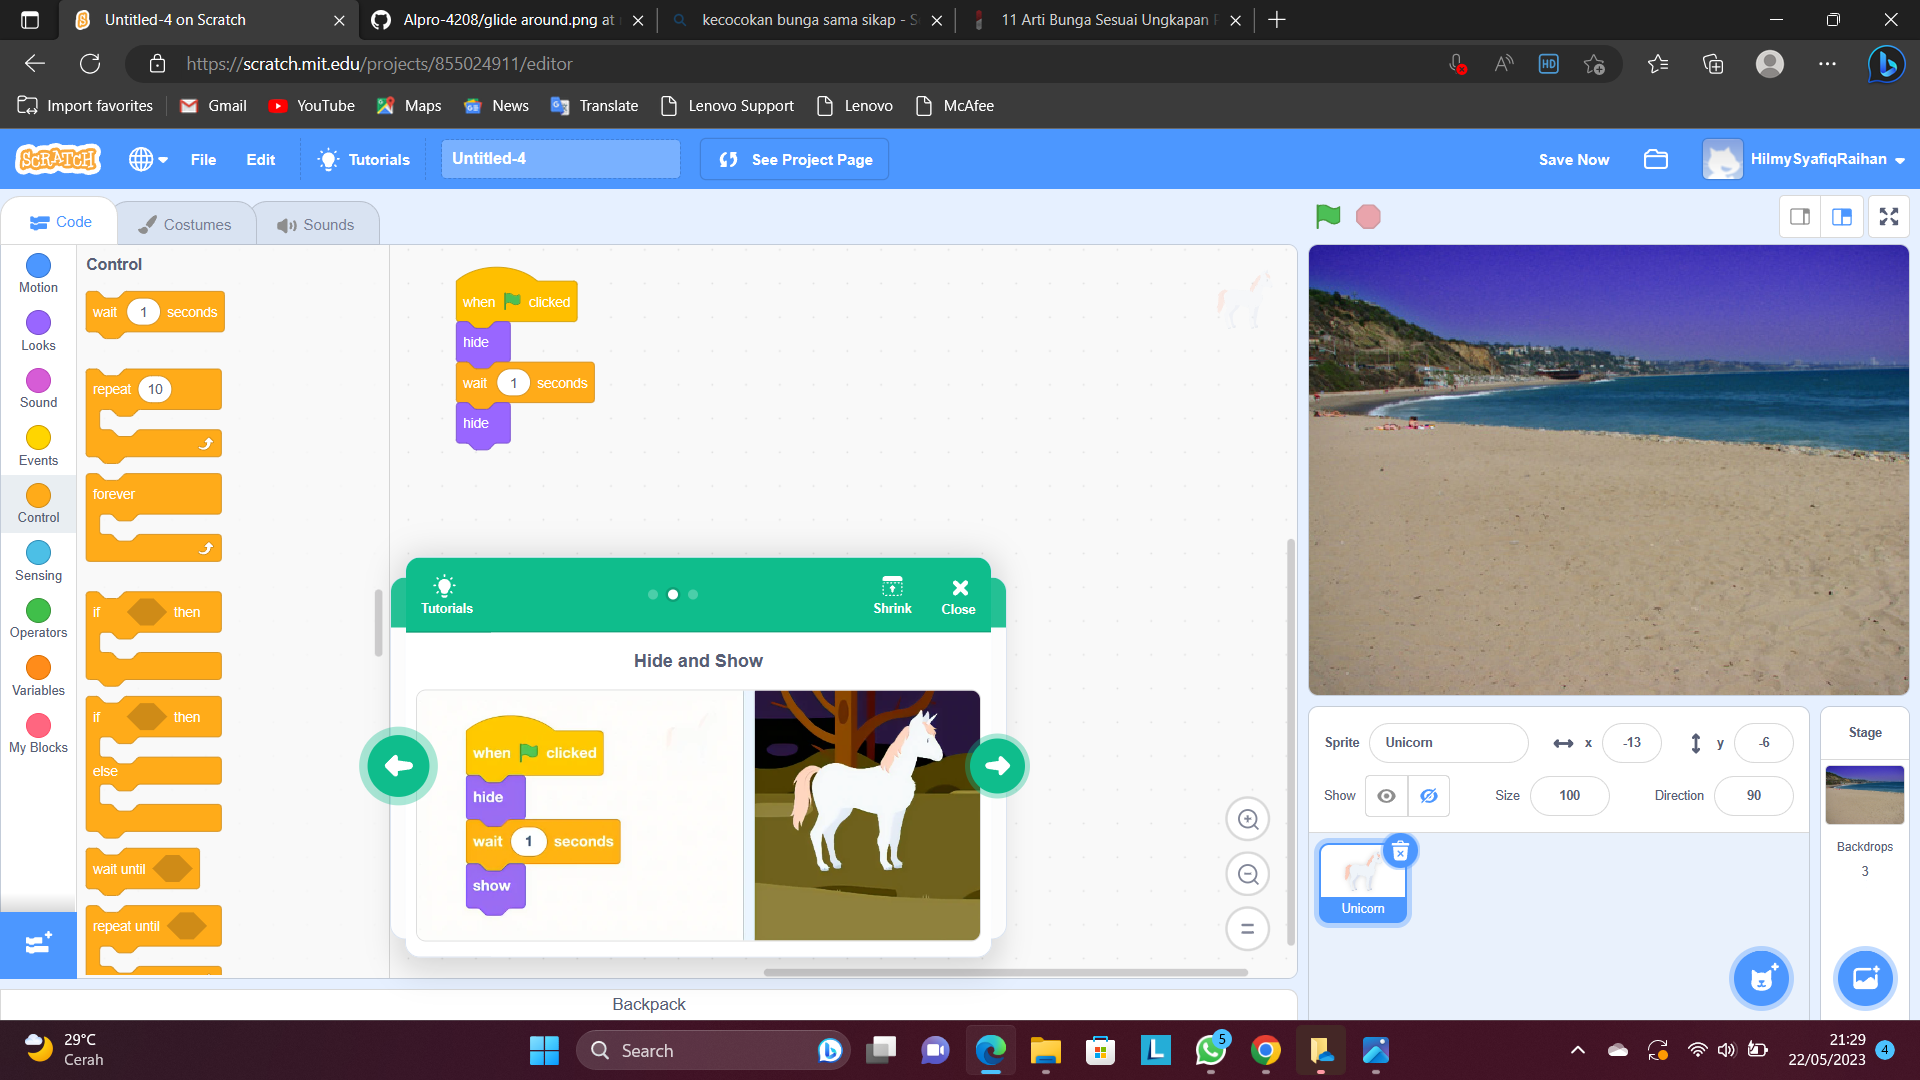 Untitled-4 on Scratch
Alpro-4208/glide around.png at
kecocokan bunga sama sikap - S
11 Arti Bunga Sesuai Ungkapan P
https://scratch.mit.edu/projects/855024911/editor
HD
Import favorites
Gmail
YouTube
Maps
News
Translate
Lenovo Support
Lenovo
McAfee
SCRATCH
File
Edit
Tutorials
Untitled-4
See Project Page
Save Now
HilmySyafiqRaihan
Code
Costumes
Sounds
Motion
Looks
Sound
Events
Control
Sensing
Operators
Variables
My Blocks
Control
wait 1 seconds
repeat 10
forever
if then
if then
else
wait until
repeat until
when clicked
hide
wait 1 seconds
hide
Tutorials
Shrink
Close
Hide and Show
when clicked
hide
wait 1 seconds
show
Sprite Unicorn x -13 y -6
Show Size 100 Direction 90
Unicorn
Stage
Backdrops
3
Backpack
29°C
Cerah
Search
L
5
21:29
22/05/2023
4